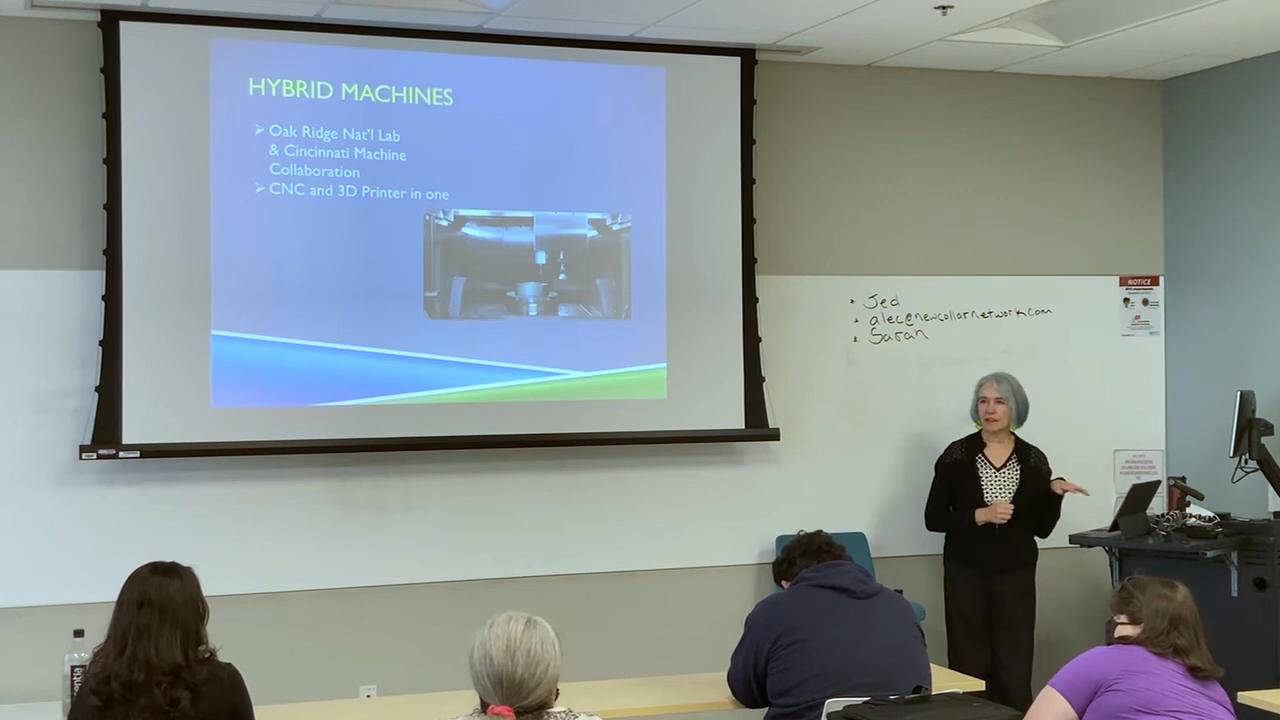 HYBRID MACHINES
➢ Oak Ridge Nat'l Lab
& Cincinnati Machine
Collaboration
➢ CNC and 3D Printer in one
• Jed
• alec@newcollarnetwork.com
• Sarah
NOTICE